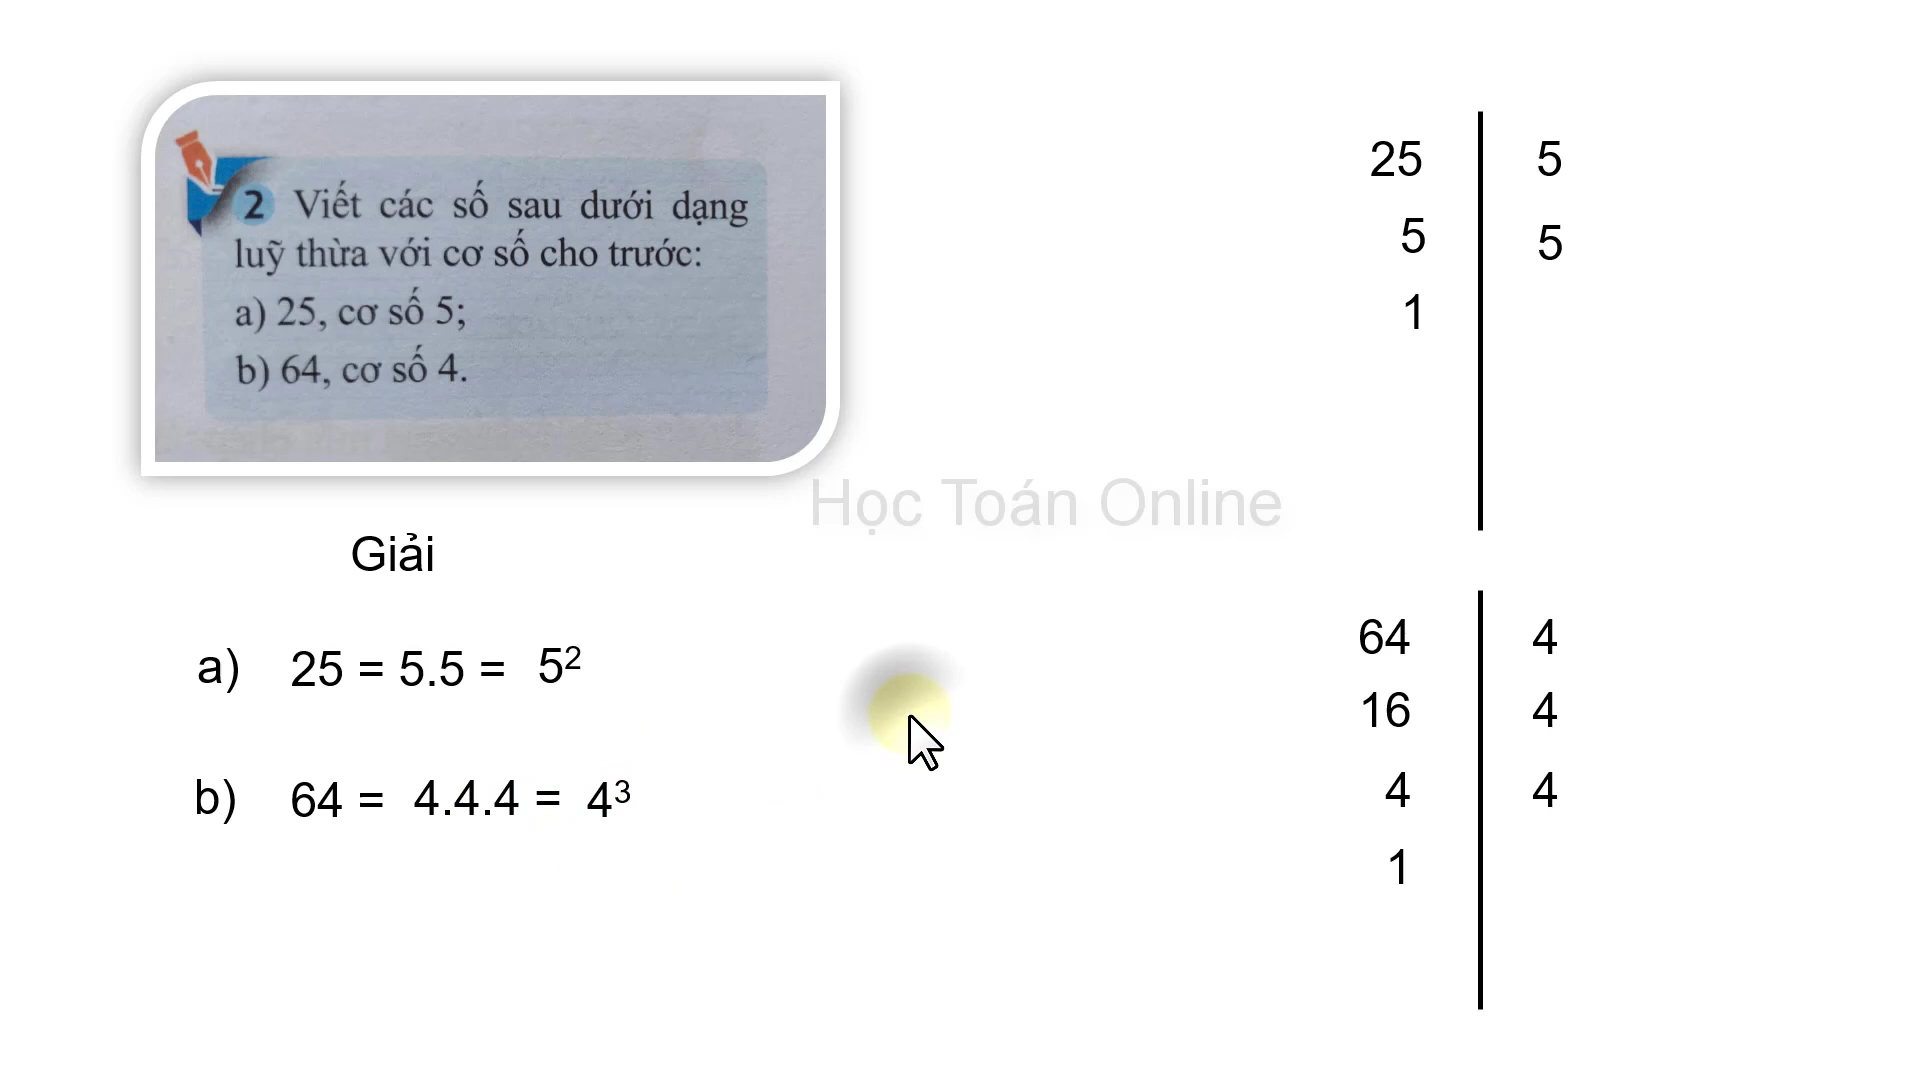 2 Viết các số sau dưới dạng
luỹ thừa với cơ số cho trước:
a) 25, cơ số 5;
b) 64, cơ số 4.
Học Toán Online
Giải
a) 25 = 5.5 = 5²
b) 64 = 4.4.4 = 4³
25 5
5 5
1
64 4
16 4
4 4
1